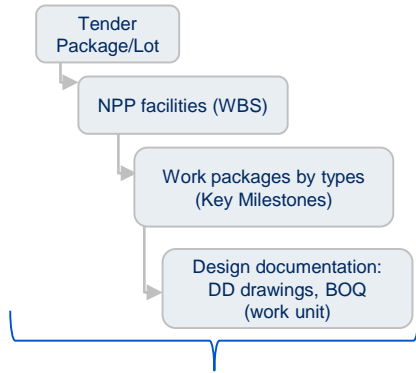 Tender
Package/Lot
NPP facilities (WBS)
Work packages by types
(Key Milestones)
Design documentation:
DD drawings, BOQ
(work unit)